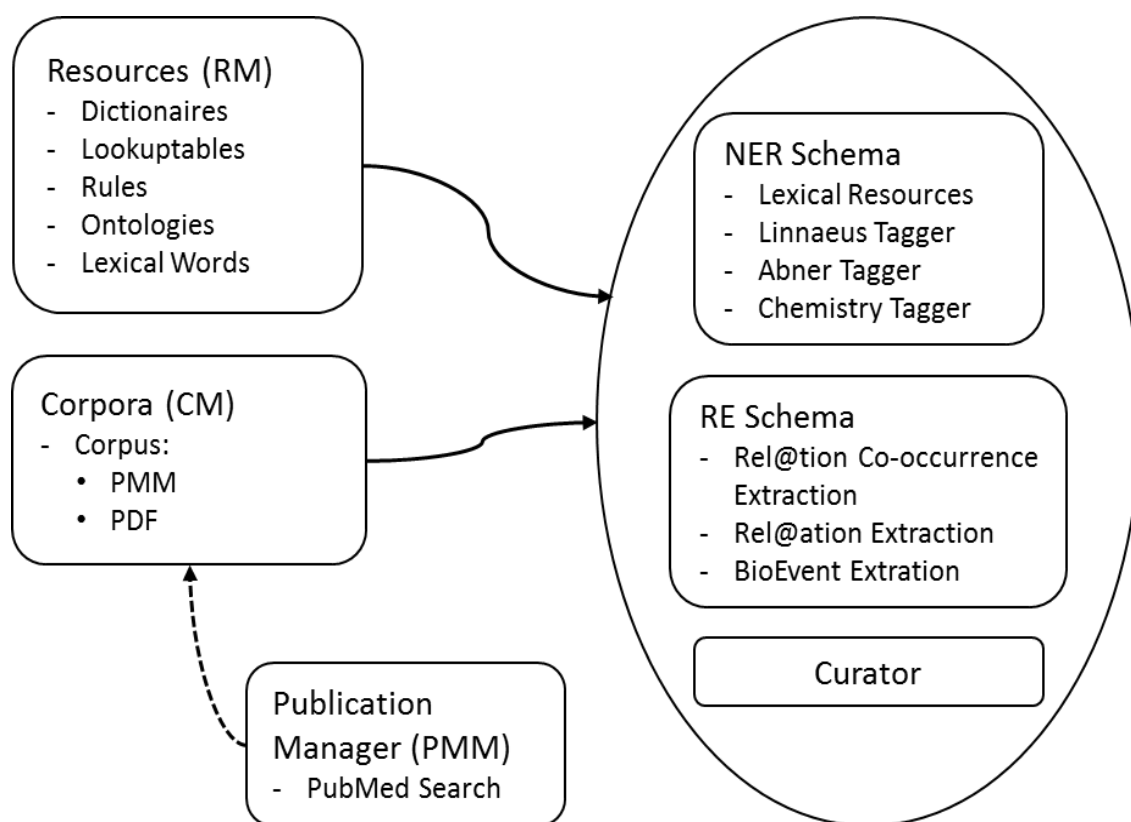 Resources (RM)
- Dictionaires
- Lookuptables
- Rules
- Ontologies
- Lexical Words
Corpora (CM)
- Corpus:
• PMM
• PDF
Publication
Manager (PMM)
- PubMed Search
NER Schema
- Lexical Resources
- Linnaeus Tagger
- Abner Tagger
- Chemistry Tagger
RE Schema
- Rel@tion Co-occurrence
Extraction
- Rel@ation Extraction
- BioEvent Extration
Curator